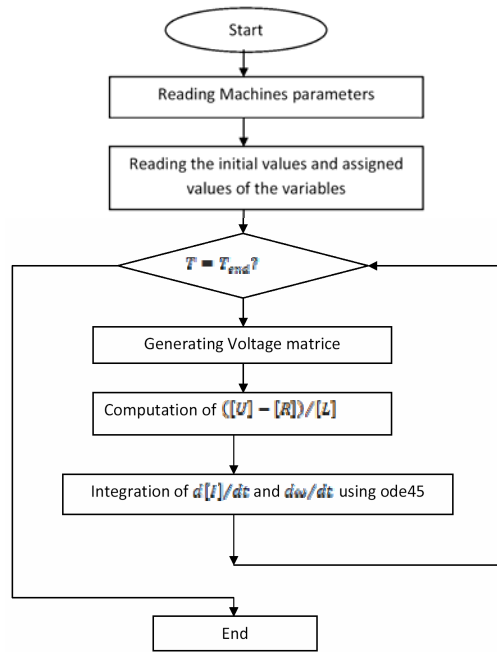 Start
Reading Machines parameters
Reading the initial values and assigned
values of the variables
T = T_end?
Generating Voltage matrice
Computation of ([U] − [R])/[L]
Integration of d[i]/dt and dω/dt using ode45
End